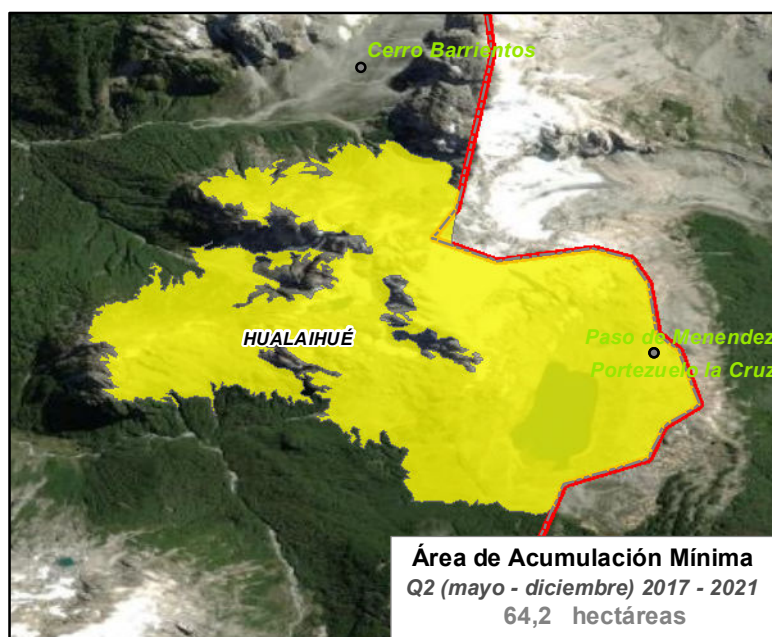 Cerro Barrientos
HUALAIHUÉ
Paso de Menendez
Portezuelo la Cruz
Área de Acumulación Mínima
Q2 (mayo - diciembre) 2017 - 2021
64,2 hectáreas